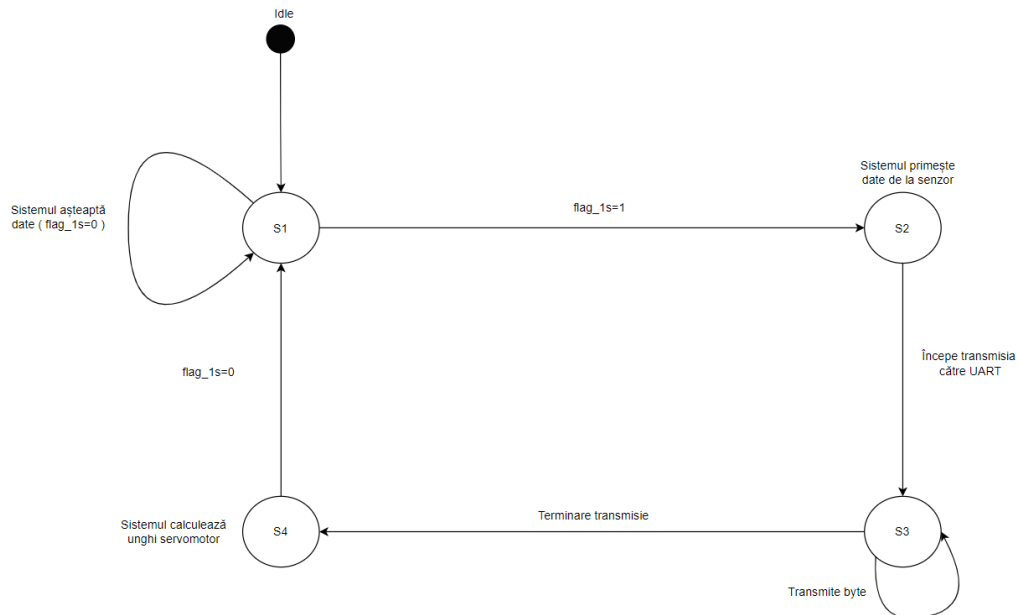 Idle
Sistemul primește
date de la senzor
Sistemul așteaptă
date ( flag_1s=0 )
flag_1s=1
S1
S2
Începe transmisia
către UART
flag_1s=0
Sistemul calculează
unghi servomotor
S4
Terminare transmisie
S3
Transmite byte